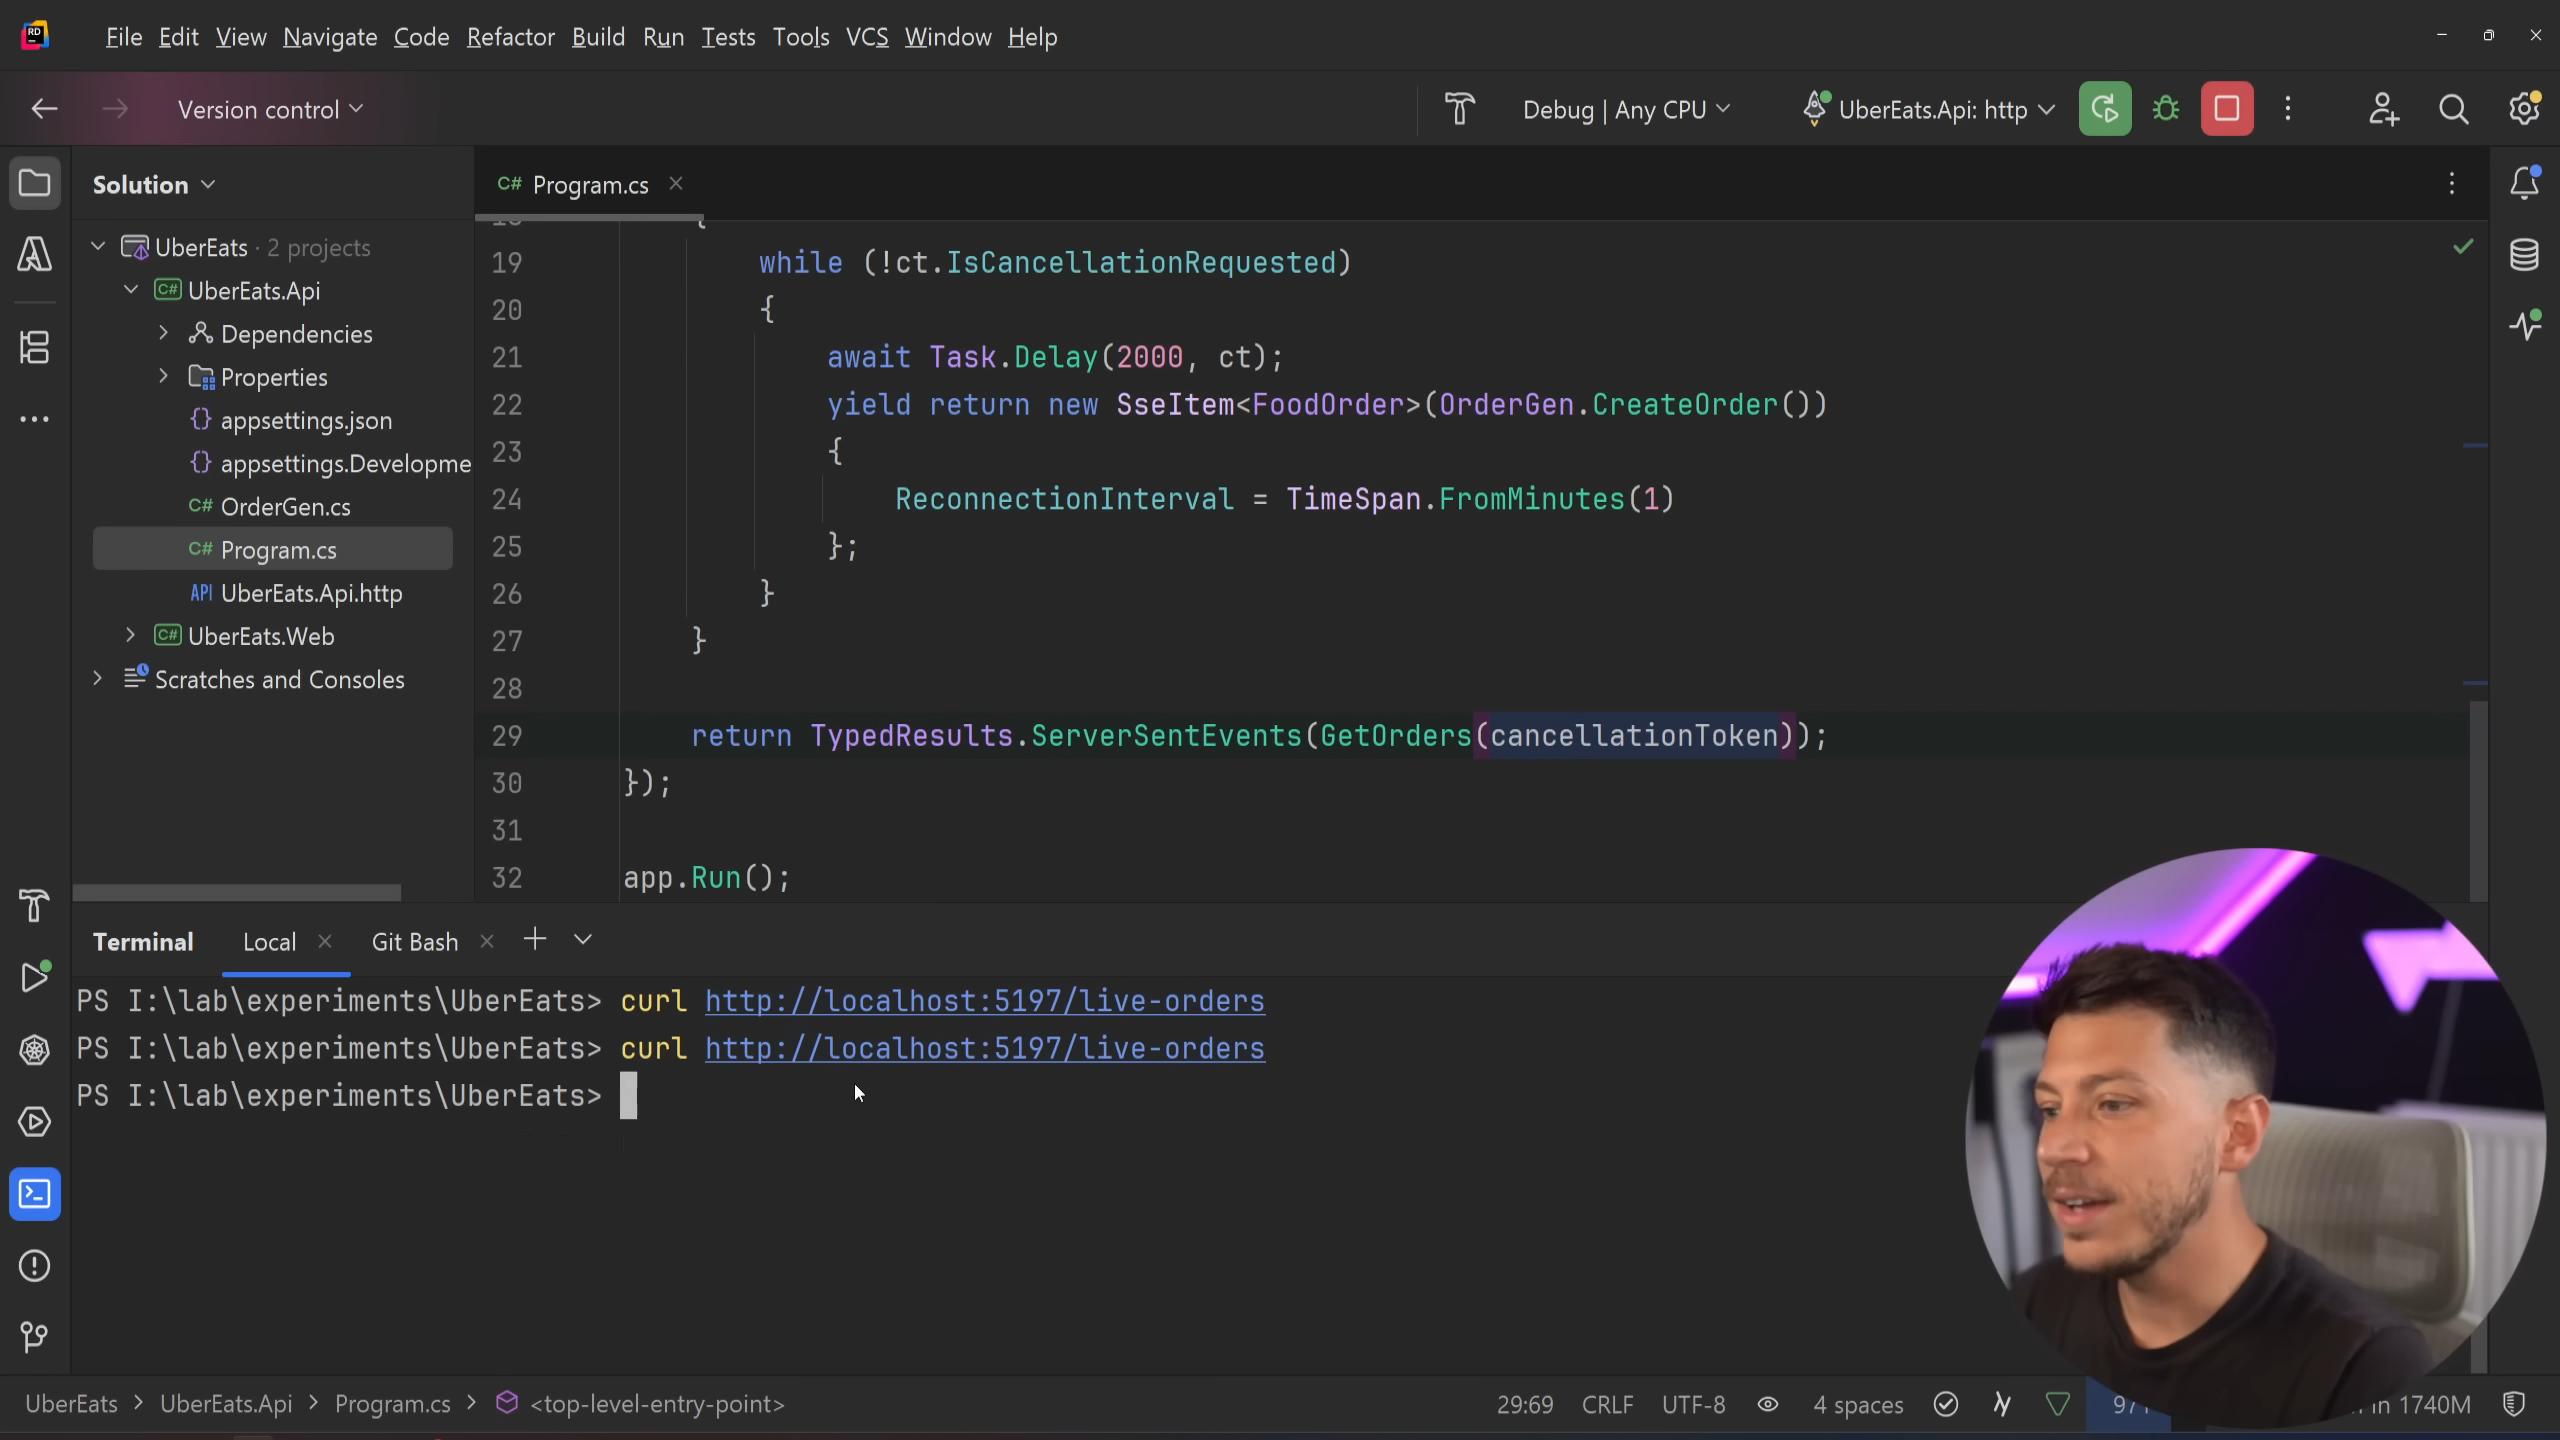 RD
File Edit View Navigate Code Refactor Build Run Tests Tools VCS Window Help
Version control
Debug | Any CPU
UberEats.Api: http
Solution
C# Program.cs
UberEats · 2 projects
C# UberEats.Api
Dependencies
Properties
{} appsettings.json
{} appsettings.Developme
C# OrderGen.cs
C# Program.cs
API UberEats.Api.http
C# UberEats.Web
Scratches and Consoles
19 while (!ct.IsCancellationRequested)
20 {
21 await Task.Delay(2000, ct);
22 yield return new SseItem<FoodOrder>(OrderGen.CreateOrder())
23 {
24 ReconnectionInterval = TimeSpan.FromMinutes(1)
25 };
26 }
27 }
28
29 return TypedResults.ServerSentEvents(GetOrders(cancellationToken));
30 });
31
32 app.Run();
Terminal Local Git Bash
PS I:\lab\experiments\UberEats> curl http://localhost:5197/live-orders
PS I:\lab\experiments\UberEats> curl http://localhost:5197/live-orders
PS I:\lab\experiments\UberEats>
UberEats > UberEats.Api > Program.cs > <top-level-entry-point>
29:69 CRLF UTF-8 4 spaces 1740M